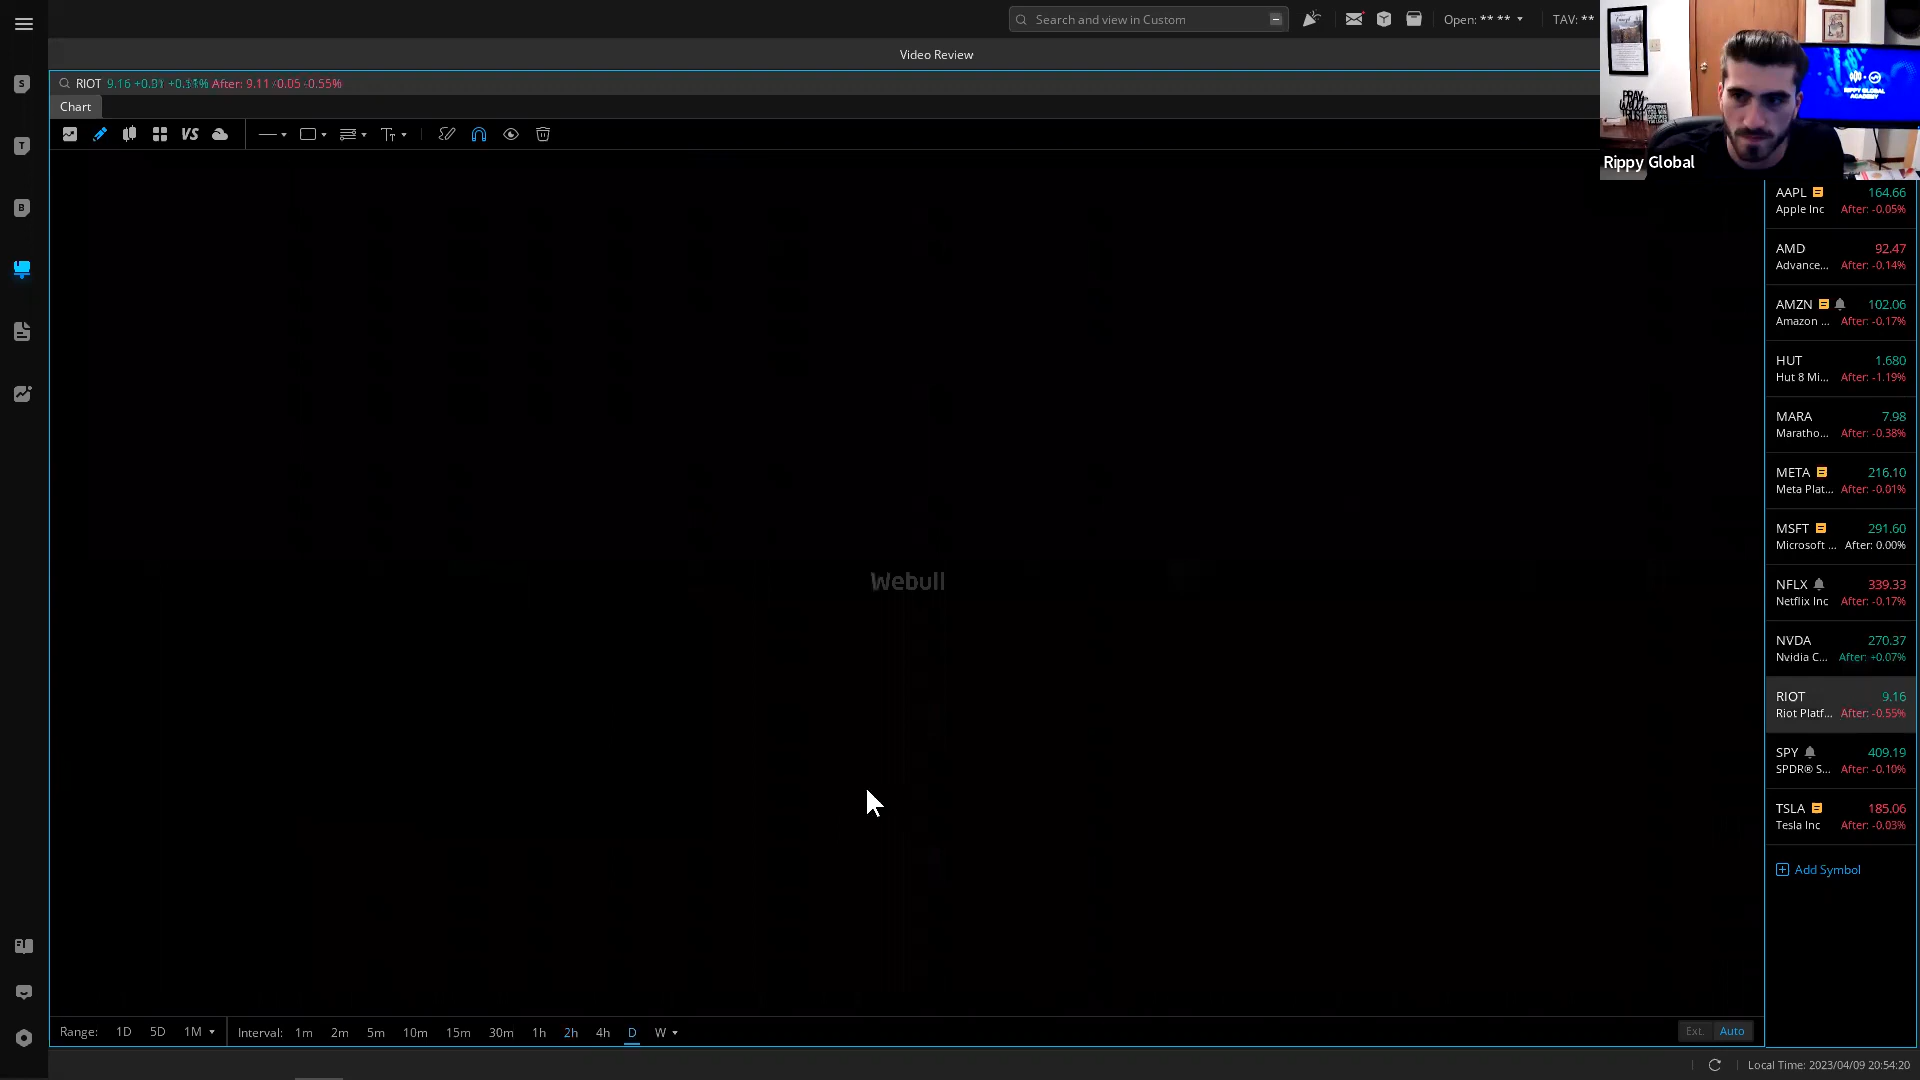 Search and view in Custom
Open: ** **
TAV: **
Video Review
RIOT 9.16 +0.01 After: 9.11 -0.05 -0.55%
Chart
VS
Tт
Rippy Global
RIPPY GLOBAL
ACADEMY
S
T
B
AAPL 164.66
Apple Inc After: -0.05%
AMD 92.47
Advance... After: -0.14%
AMZN 102.06
Amazon ... After: -0.17%
HUT 1.680
Hut 8 Mi... After: -1.19%
MARA 7.98
Maratho... After: -0.38%
META 216.10
Meta Plat... After: -0.01%
MSFT 291.60
Microsoft ... After: 0.00%
NFLX 339.33
Netflix Inc After: -0.17%
NVDA 270.37
Nvidia C... After: +0.07%
RIOT 9.16
Riot Platf... After: -0.55%
SPY 409.19
SPDR® S... After: -0.10%
TSLA 185.06
Tesla Inc After: -0.03%
Add Symbol
Webull
Range: 1D 5D 1M Interval: 1m 2m 5m 10m 15m 30m 1h 2h 4h D W
Ext. Auto
Local Time: 2023/04/09 20:54:20